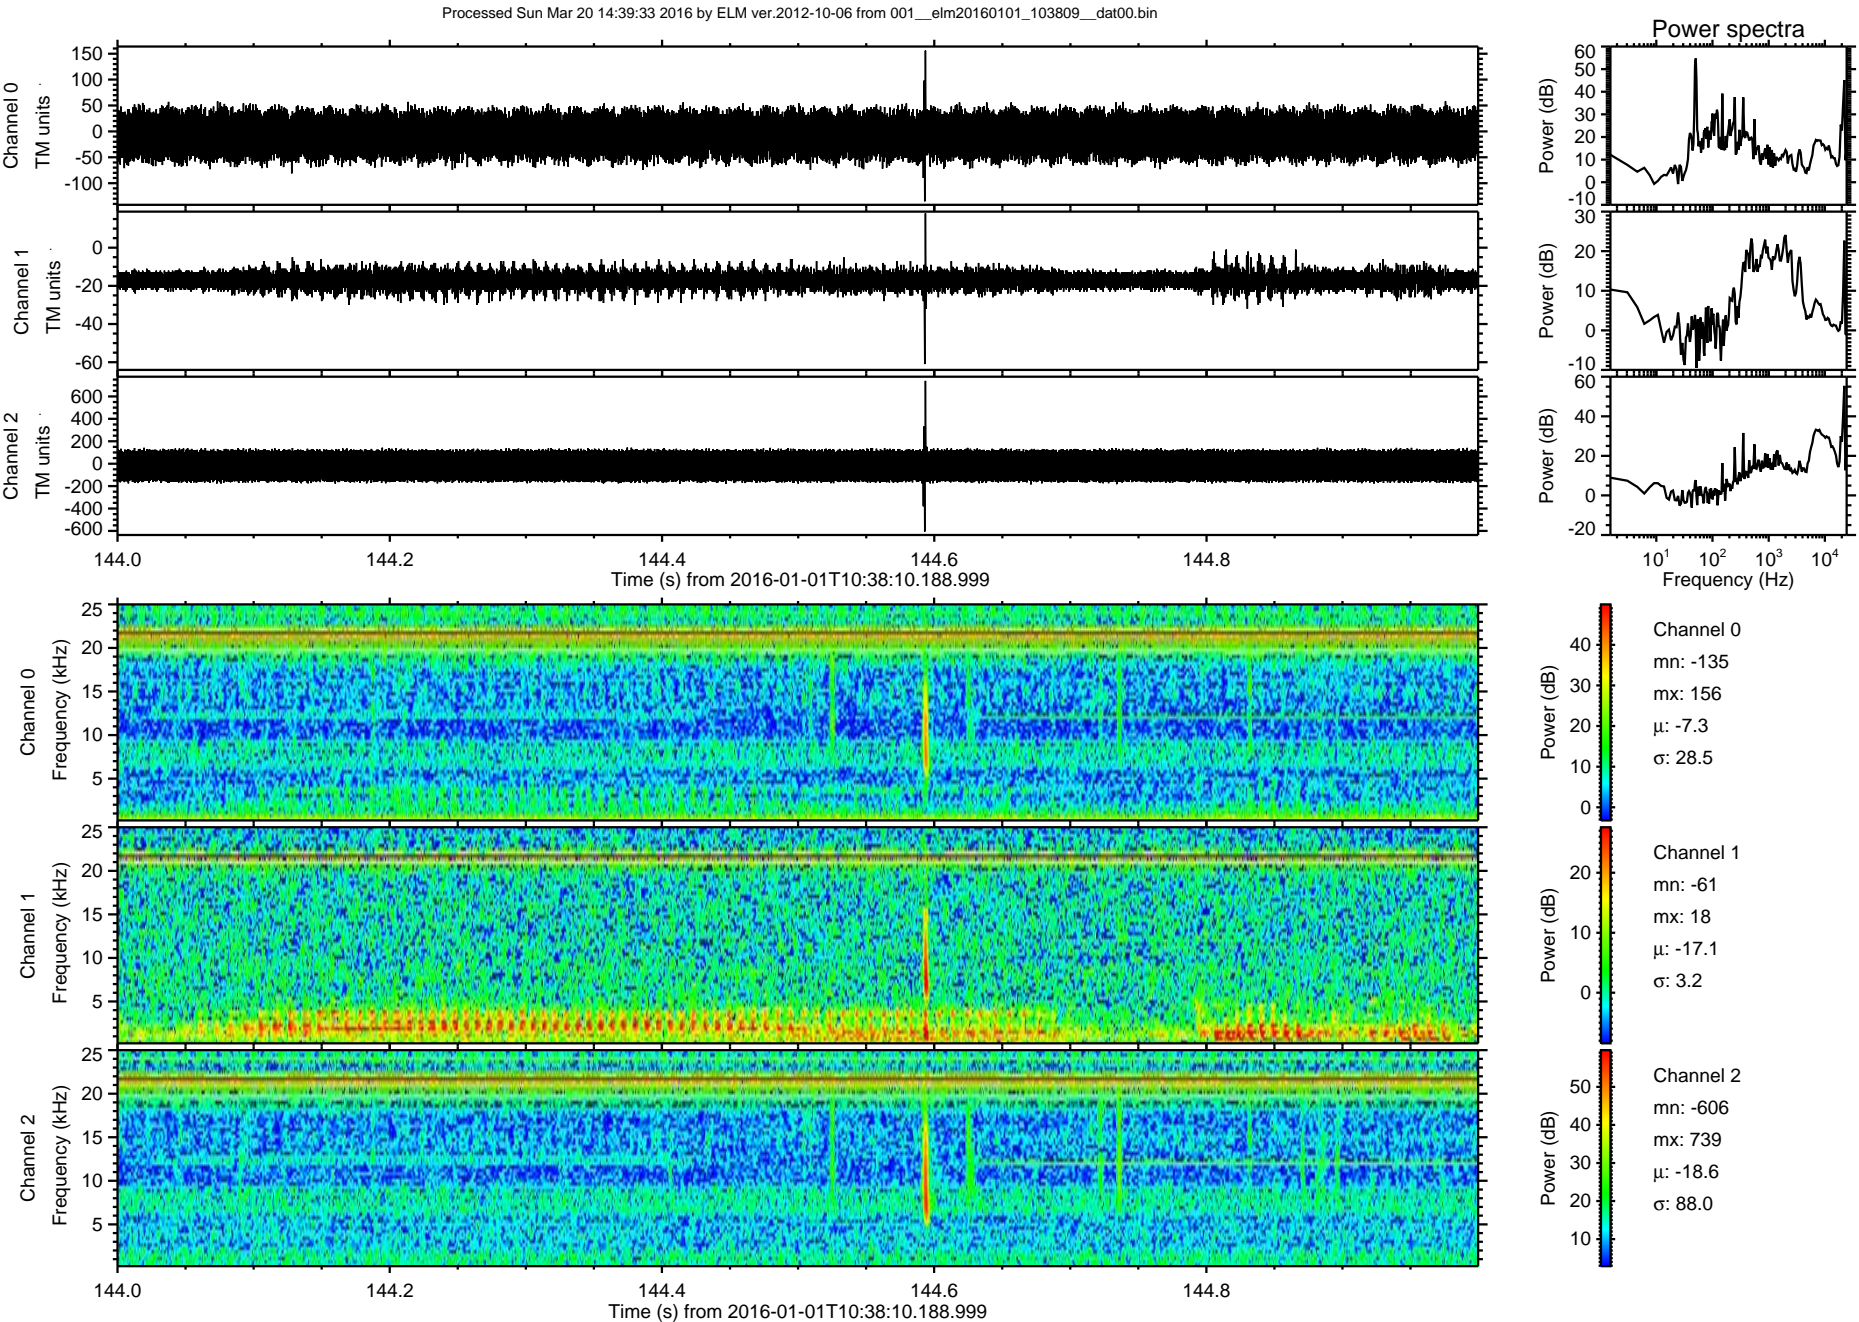 Processed Sun Mar 20 14:39:33 2016 by ELM ver.2012-10-06 from 001__elm20160101_103809__dat00.bin
Power spectra
Channel 0
TM units
150
100
50
0
-50
-100
Power (dB)
60
50
40
30
20
10
0
-10
Channel 1
TM units
0
-20
-40
-60
Power (dB)
30
20
10
0
-10
Channel 2
TM units
600
400
200
0
-200
-400
-600
Power (dB)
60
40
20
0
-20
144.0 144.2 144.4 144.6 144.8
Time (s) from 2016-01-01T10:38:10.188.999
10^1 10^2 10^3 10^4
Frequency (Hz)
Channel 0
Frequency (kHz)
25
20
15
10
5
Power (dB)
40
30
20
10
0
Channel 0
mn: -135
mx: 156
μ: -7.3
σ: 28.5
Channel 1
Frequency (kHz)
25
20
15
10
5
Power (dB)
20
10
0
Channel 1
mn: -61
mx: 18
μ: -17.1
σ: 3.2
Channel 2
Frequency (kHz)
25
20
15
10
5
Power (dB)
50
40
30
20
10
Channel 2
mn: -606
mx: 739
μ: -18.6
σ: 88.0
144.0 144.2 144.4 144.6 144.8
Time (s) from 2016-01-01T10:38:10.188.999